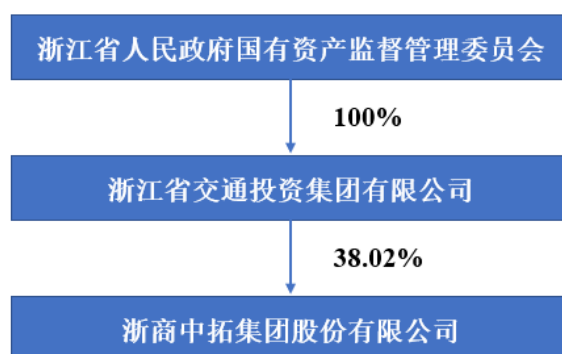 浙江省人民政府国有资产监督管理委员会
100%
浙江省交通投资集团有限公司
38.02%
浙商中拓集团股份有限公司